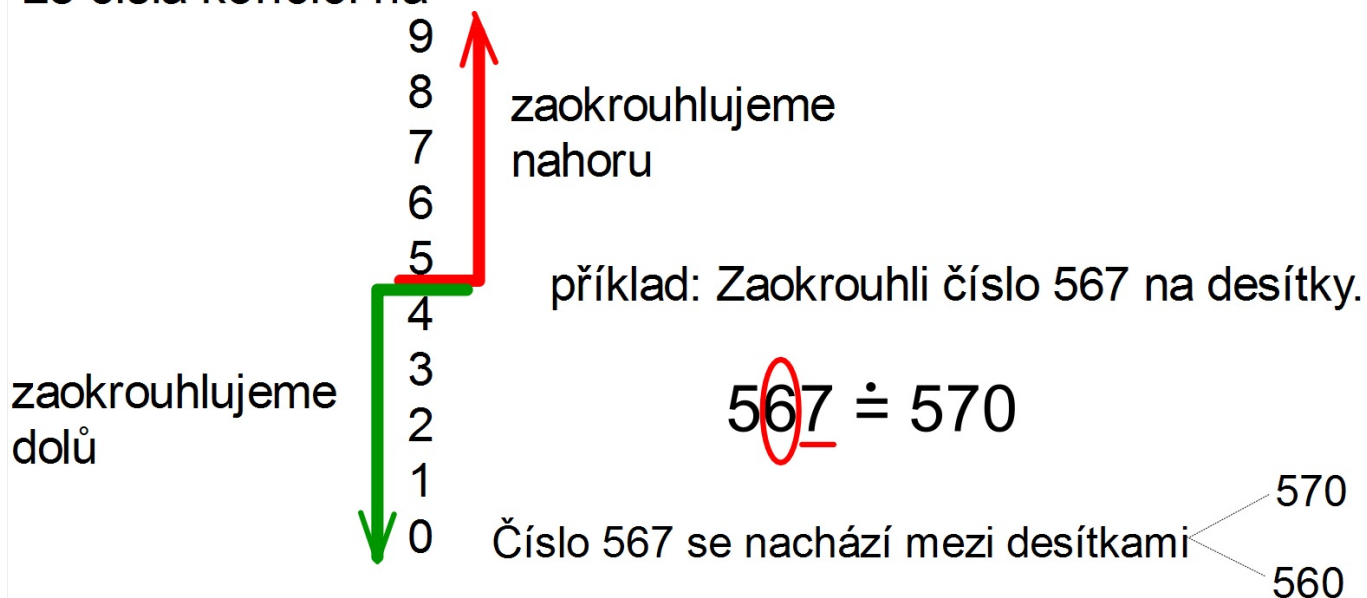 9
8
zaokrouhlujeme
7
nahoru
6
5
příklad: Zaokrouhli číslo 567 na desítky.
4
3
zaokrouhlujeme
567 ≐ 570
2
dolů
1
570
0
Číslo 567 se nachází mezi desítkami
560